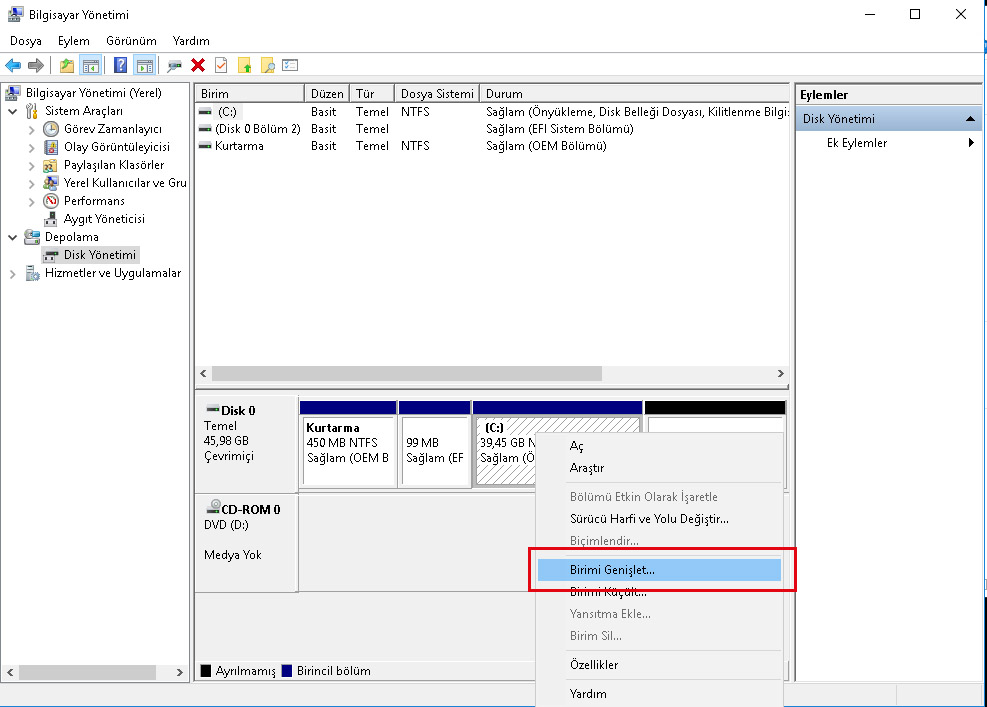 Bilgisayar Yönetimi
Dosya Eylem Görünüm Yardım
Bilgisayar Yönetimi (Yerel)
Sistem Araçları
Görev Zamanlayıcı
Olay Görüntüleyicisi
Paylaşılan Klasörler
Yerel Kullanıcılar ve Gru
Performans
Aygıt Yöneticisi
Depolama
Disk Yönetimi
Hizmetler ve Uygulamalar
Birim Düzen Tür Dosya Sistemi Durum
(C:) Basit Temel NTFS Sağlam (Önyükleme, Disk Belleği Dosyası, Kilitlenme Bilgi
(Disk 0 Bölüm 2) Basit Temel Sağlam (EFI Sistem Bölümü)
Kurtarma Basit Temel NTFS Sağlam (OEM Bölümü)
Disk 0
Temel
45,98 GB
Çevrimiçi
Kurtarma
450 MB NTFS
Sağlam (OEM B
99 MB
Sağlam (EF
(C:)
39,45 GB N
Sağlam (Ö
CD-ROM 0
DVD (D:)
Medya Yok
Aç
Araştır
Bölümü Etkin Olarak İşaretle
Sürücü Harfi ve Yolu Değiştir...
Biçimlendir...
Birimi Genişlet...
Birimi Küçült...
Yansıtma Ekle...
Birim Sil...
Özellikler
Yardım
Ayrılmamış Birincil bölüm
Eylemler
Disk Yönetimi
Ek Eylemler